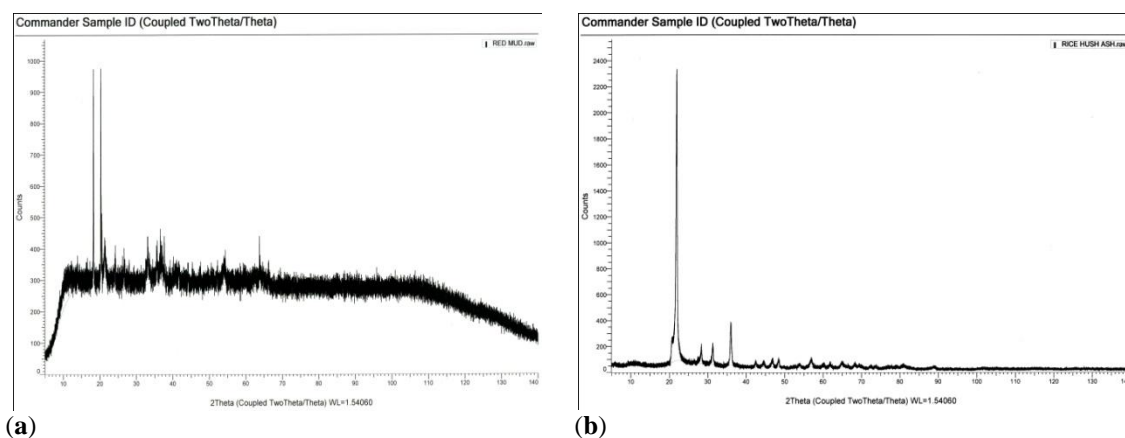 Commander Sample ID (Coupled TwoTheta/Theta)
RED MUD.raw
1000
900
800
700
600
500
400
300
200
100
0
Counts
10 20 30 40 50 60 70 80 90 100 110 120 130 140
2Theta (Coupled TwoTheta/Theta) WL=1.54060
(a)
Commander Sample ID (Coupled TwoTheta/Theta)
RICE HUSH ASH.raw
2400
2200
2000
1800
1600
1400
1200
1000
800
600
400
200
0
Counts
10 20 30 40 50 60 70 80 90 100 110 120 130 140
2Theta (Coupled TwoTheta/Theta) WL=1.54060
(b)